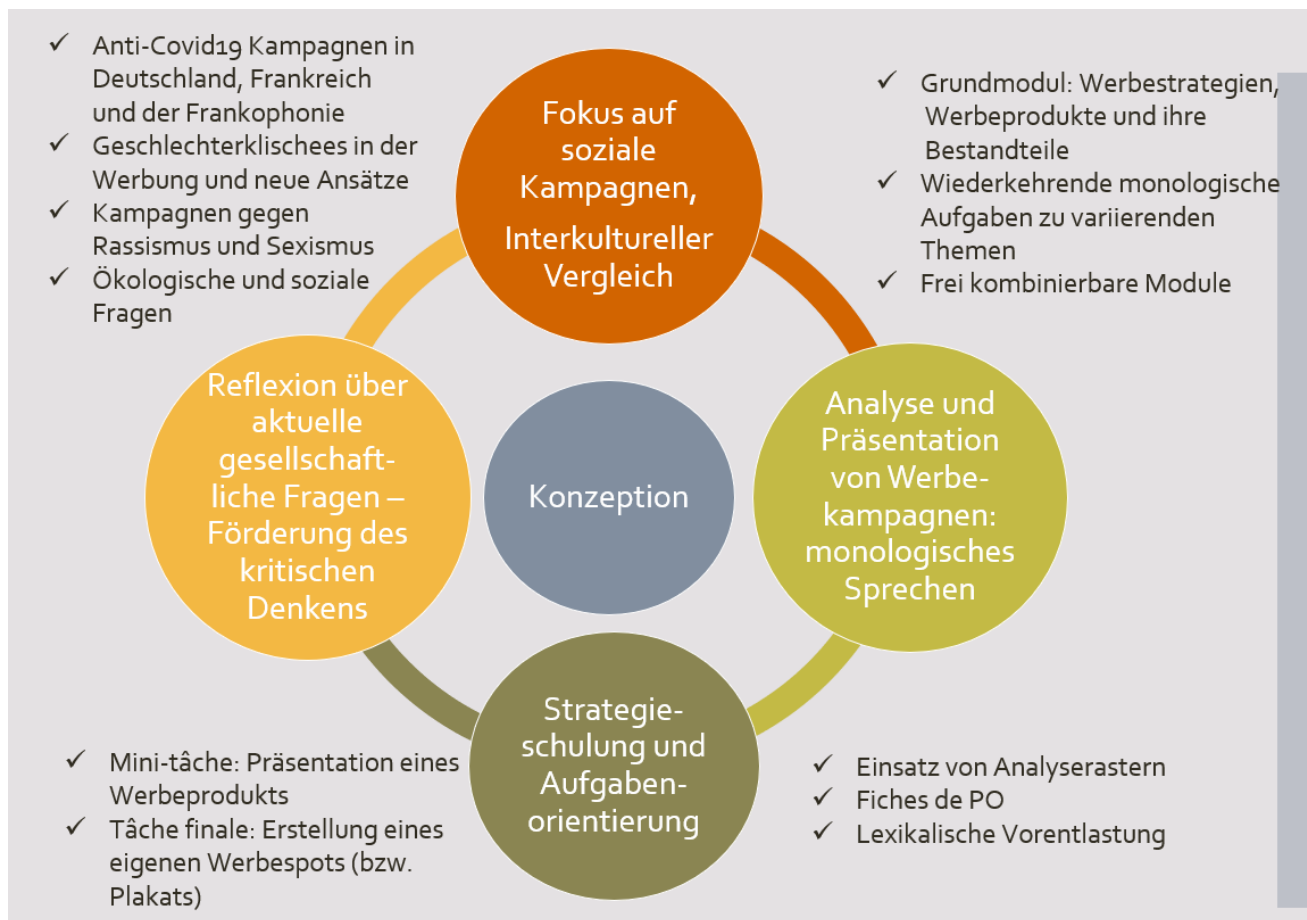 ✓ Anti-Covid19 Kampagnen in
Deutschland, Frankreich
und der Frankophonie
✓ Geschlechterklischees in der
Werbung und neue Ansätze
✓ Kampagnen gegen
Rassismus und Sexismus
✓ Ökologische und soziale
Fragen
Fokus auf
soziale
Kampagnen,
Interkultureller
Vergleich
✓ Grundmodul: Werbestrategien,
Werbeprodukte und ihre
Bestandteile
✓ Wiederkehrende monologische
Aufgaben zu variierenden
Themen
✓ Frei kombinierbare Module
Reflexion über
aktuelle
gesellschaft-
liche Fragen –
Förderung des
kritischen
Denkens
Konzeption
Analyse und
Präsentation
von Werbe-
kampagnen:
monologisches
Sprechen
Strategie-
schulung und
Aufgaben-
orientierung
✓ Mini-tâche: Präsentation eines
Werbeprodukts
✓ Tâche finale: Erstellung eines
eigenen Werbespots (bzw.
Plakats)
✓ Einsatz von Analyserastern
✓ Fiches de PO
✓ Lexikalische Vorentlastung